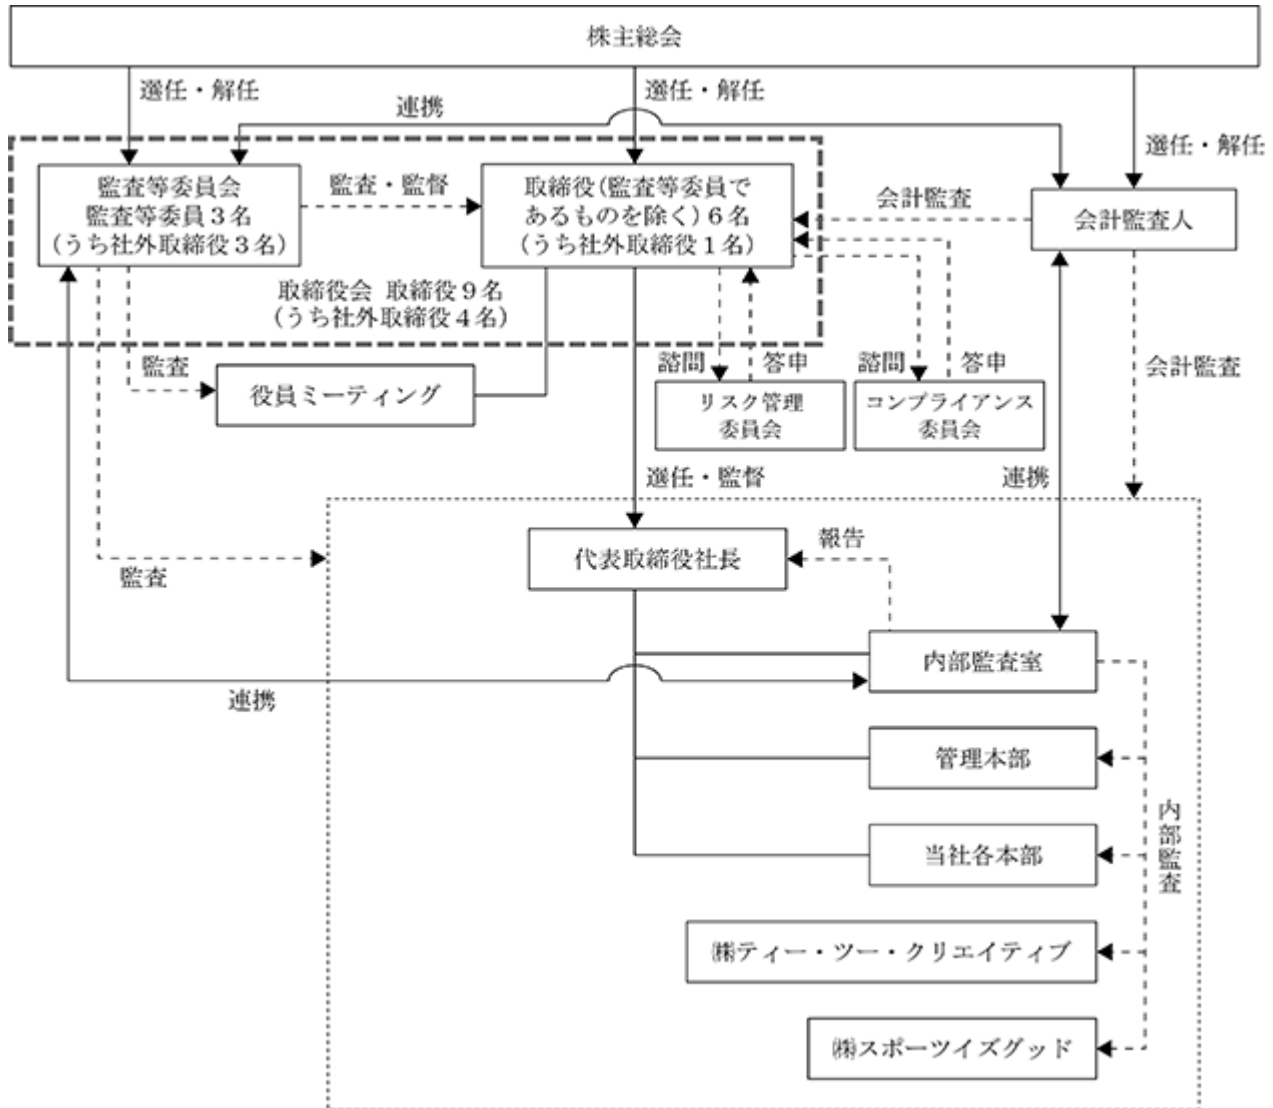 株主総会
選任・解任
選任・解任
連携
選任・解任
監査等委員会
監査等委員３名
（うち社外取締役３名）
監査・監督
取締役（監査等委員で
あるものを除く）６名
（うち社外取締役１名）
会計監査
会計監査人
取締役会 取締役９名
（うち社外取締役４名）
監査
役員ミーティング
諮問
答申
リスク管理
委員会
諮問
答申
コンプライアンス
委員会
会計監査
選任・監督
連携
代表取締役社長
報告
監査
内部監査室
連携
管理本部
当社各本部
内部監査
㈱ティー・ツー・クリエイティブ
㈱スポーツイズグッド